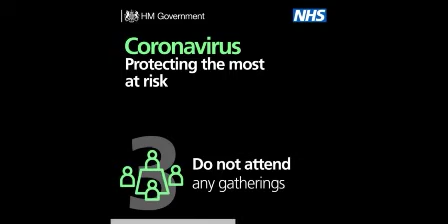 HM Government
NHS
Coronavirus
Protecting the most
at risk
3
Do not attend
any gatherings